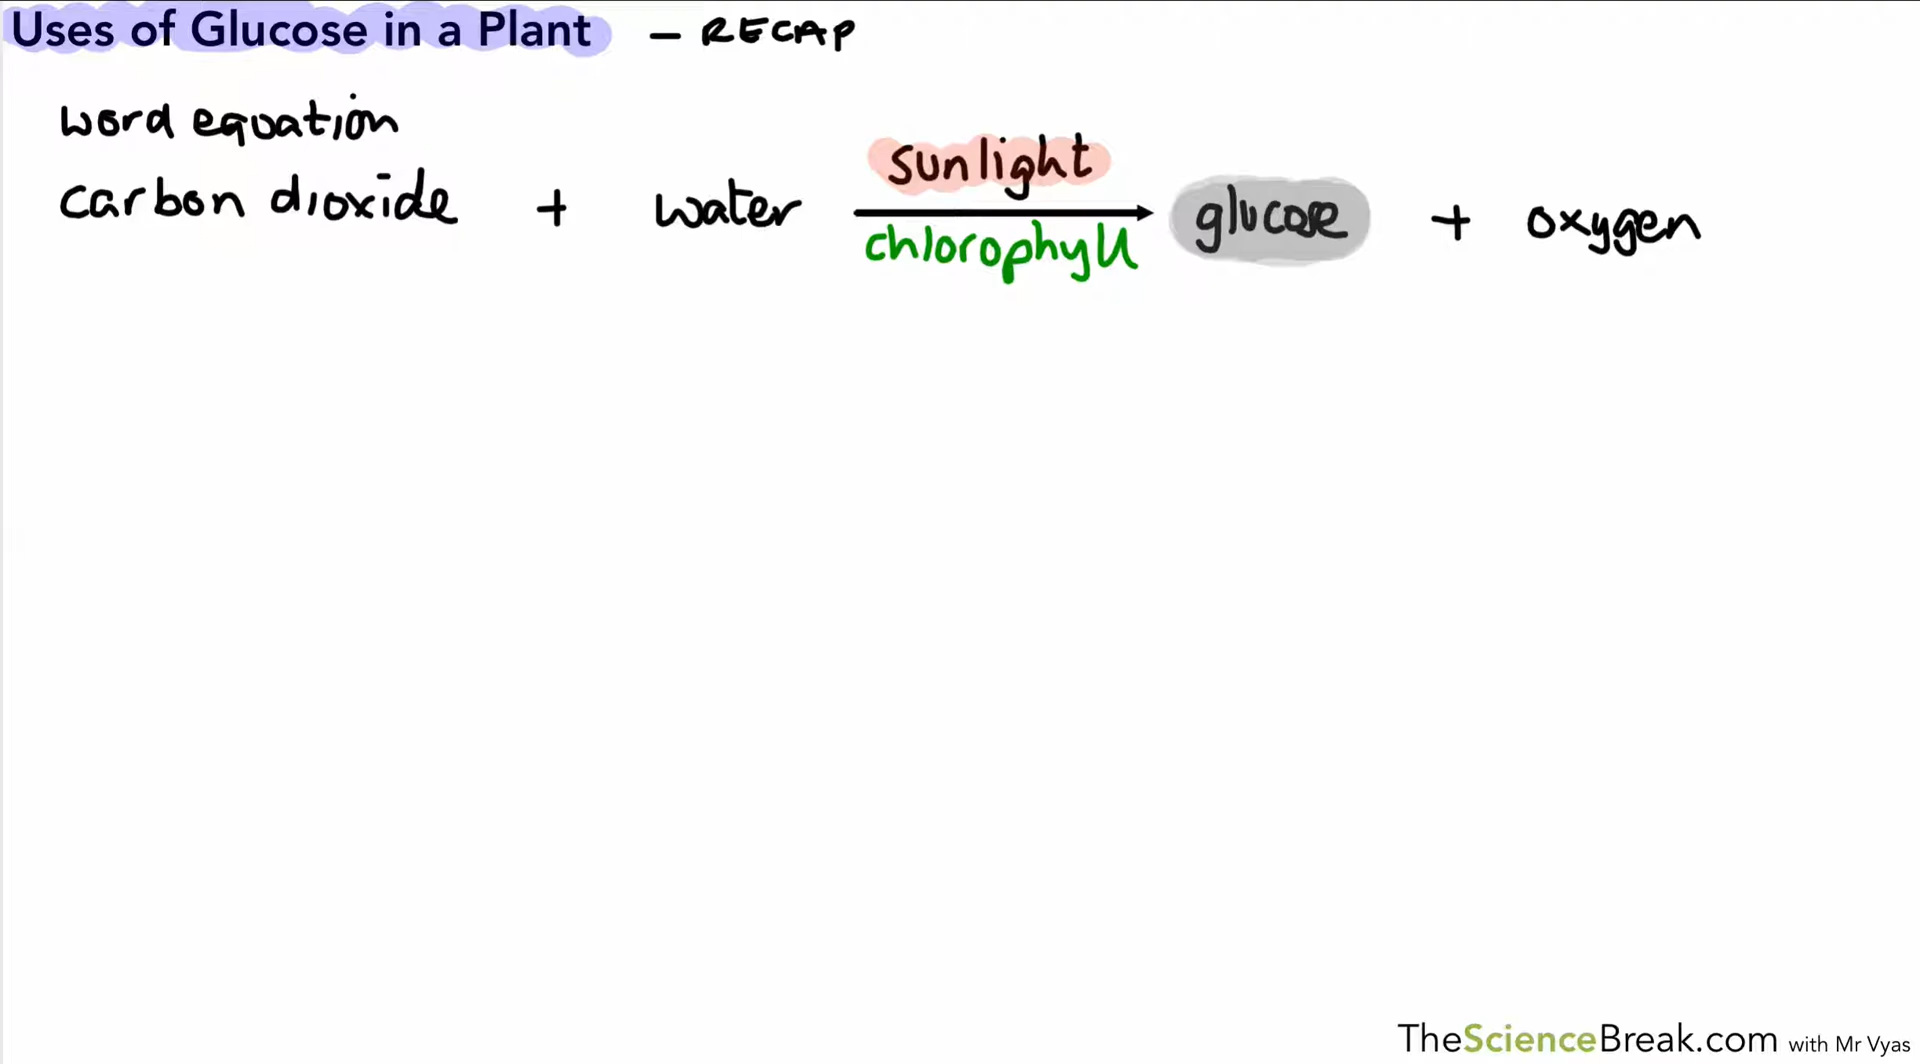 Uses of Glucose in a Plant – RECAP
word equation
sunlight
carbon dioxide + water → glucose + oxygen
chlorophyll
TheScienceBreak.com with Mr Vyas